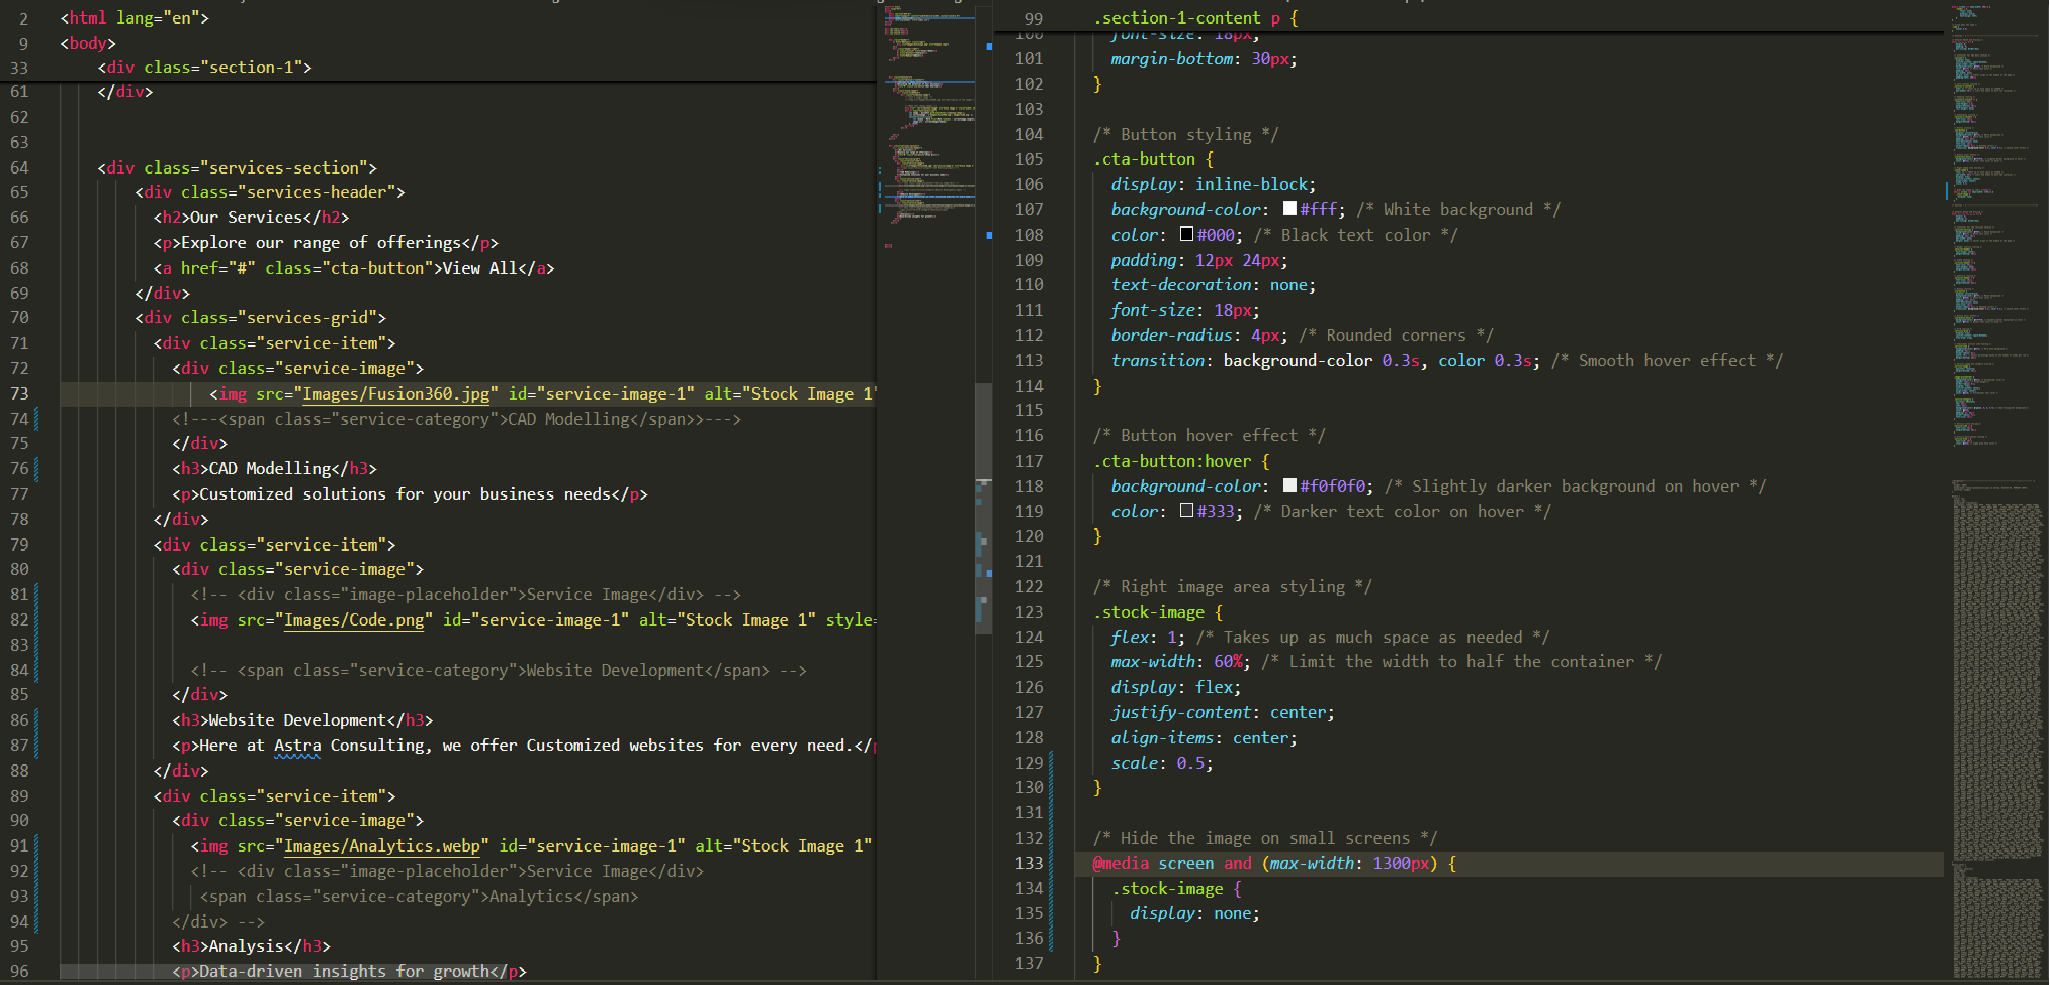 2 <html lang="en">
9 <body>
33 <div class="section-1">
61 </div>
62
63
64 <div class="services-section">
65 <div class="services-header">
66 <h2>Our Services</h2>
67 <p>Explore our range of offerings</p>
68 <a href="#" class="cta-button">View All</a>
69 </div>
70 <div class="services-grid">
71 <div class="service-item">
72 <div class="service-image">
73 <img src="Images/Fusion360.jpg" id="service-image-1" alt="Stock Image 1"
74 <!---<span class="service-category">CAD Modelling</span>>--->
75 </div>
76 <h3>CAD Modelling</h3>
77 <p>Customized solutions for your business needs</p>
78 </div>
79 <div class="service-item">
80 <div class="service-image">
81 <!-- <div class="image-placeholder">Service Image</div> -->
82 <img src="Images/Code.png" id="service-image-1" alt="Stock Image 1" style=
83
84 <!-- <span class="service-category">Website Development</span> -->
85 </div>
86 <h3>Website Development</h3>
87 <p>Here at Astra Consulting, we offer Customized websites for every need.</p
88 </div>
89 <div class="service-item">
90 <div class="service-image">
91 <img src="Images/Analytics.webp" id="service-image-1" alt="Stock Image 1"
92 <!-- <div class="image-placeholder">Service Image</div>
93 <span class="service-category">Analytics</span>
94 </div> -->
95 <h3>Analysis</h3>
96 <p>Data-driven insights for growth</p>
99 .section-1-content p {
100 font-size: 18px;
101 margin-bottom: 30px;
102 }
103
104 /* Button styling */
105 .cta-button {
106 display: inline-block;
107 background-color: #fff; /* White background */
108 color: #000; /* Black text color */
109 padding: 12px 24px;
110 text-decoration: none;
111 font-size: 18px;
112 border-radius: 4px; /* Rounded corners */
113 transition: background-color 0.3s, color 0.3s; /* Smooth hover effect */
114 }
115
116 /* Button hover effect */
117 .cta-button:hover {
118 background-color: #f0f0f0; /* Slightly darker background on hover */
119 color: #333; /* Darker text color on hover */
120 }
121
122 /* Right image area styling */
123 .stock-image {
124 flex: 1; /* Takes up as much space as needed */
125 max-width: 60%; /* Limit the width to half the container */
126 display: flex;
127 justify-content: center;
128 align-items: center;
129 scale: 0.5;
130 }
131
132 /* Hide the image on small screens */
133 @media screen and (max-width: 1300px) {
134 .stock-image {
135 display: none;
136 }
137 }